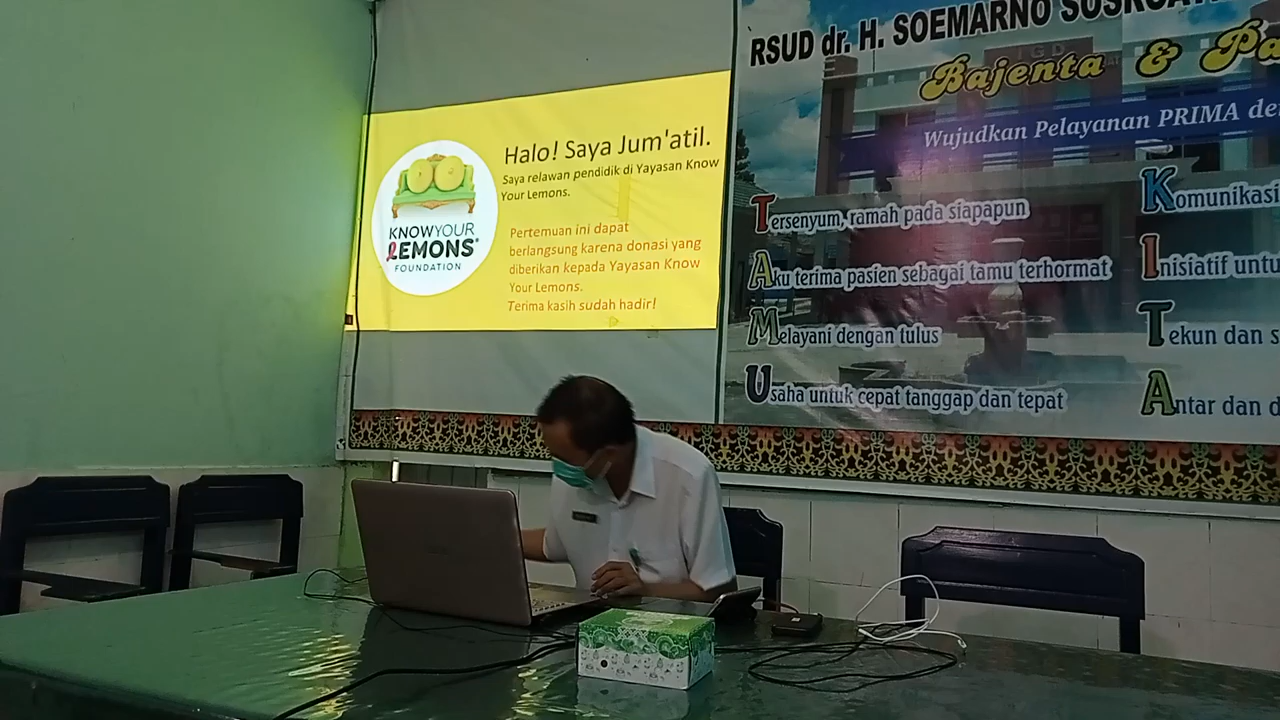 Halo! Saya Jum'atil.
Saya relawan pendidik di Yayasan Know
Your Lemons.
Pertemuan ini dapat
berlangsung karena donasi yang
diberikan kepada Yayasan Know
Your Lemons.
Terima kasih sudah hadir!
KNOWYOUR
LEMONS®
FOUNDATION
RSUD dr. H. SOEMARNO
IGD
Bajenta & Pa
Wujudkan Pelayanan PRIMA de
Tersenyum, ramah pada siapapun
Aku terima pasien sebagai tamu terhormat
Melayani dengan tulus
Usaha untuk cepat tanggap dan tepat
Komunikasi
Inisiatif untu
Tekun dan s
Antar dan d